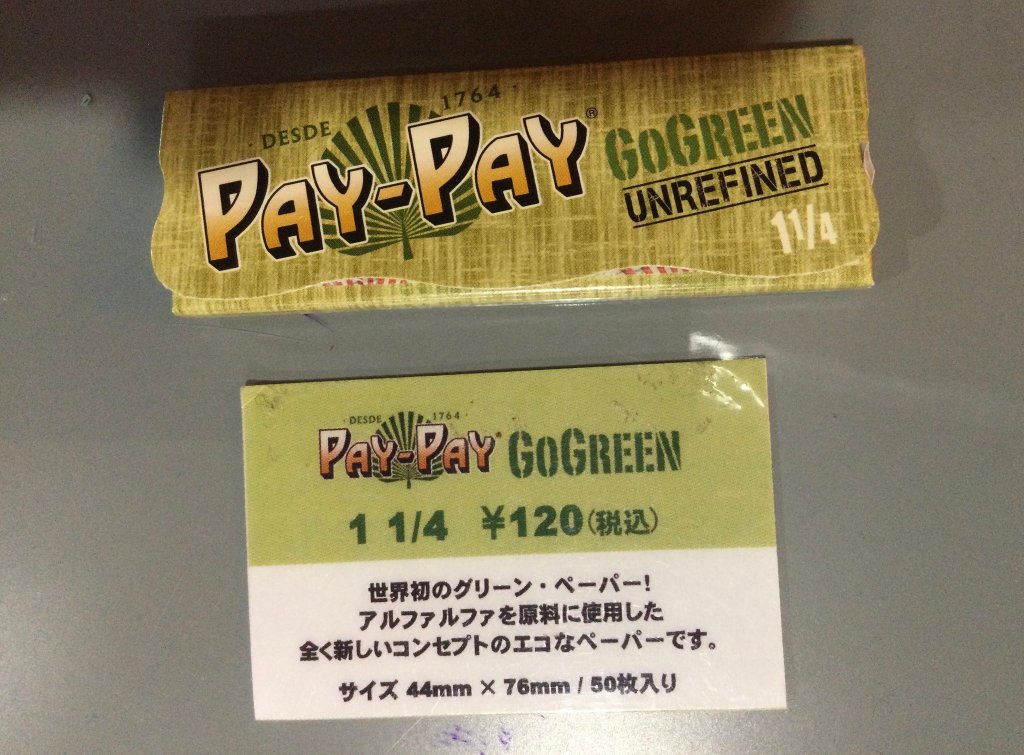 DESDE 1764
PAY-PAY® GOGREEN
UNREFINED
1 1/4
DESDE 1764
PAY-PAY® GOGREEN
1 1/4 ¥120(税込)
世界初のグリーン・ペーパー!
アルファルファを原料に使用した
全く新しいコンセプトのエコなペーパーです。
サイズ 44mm × 76mm / 50枚入り